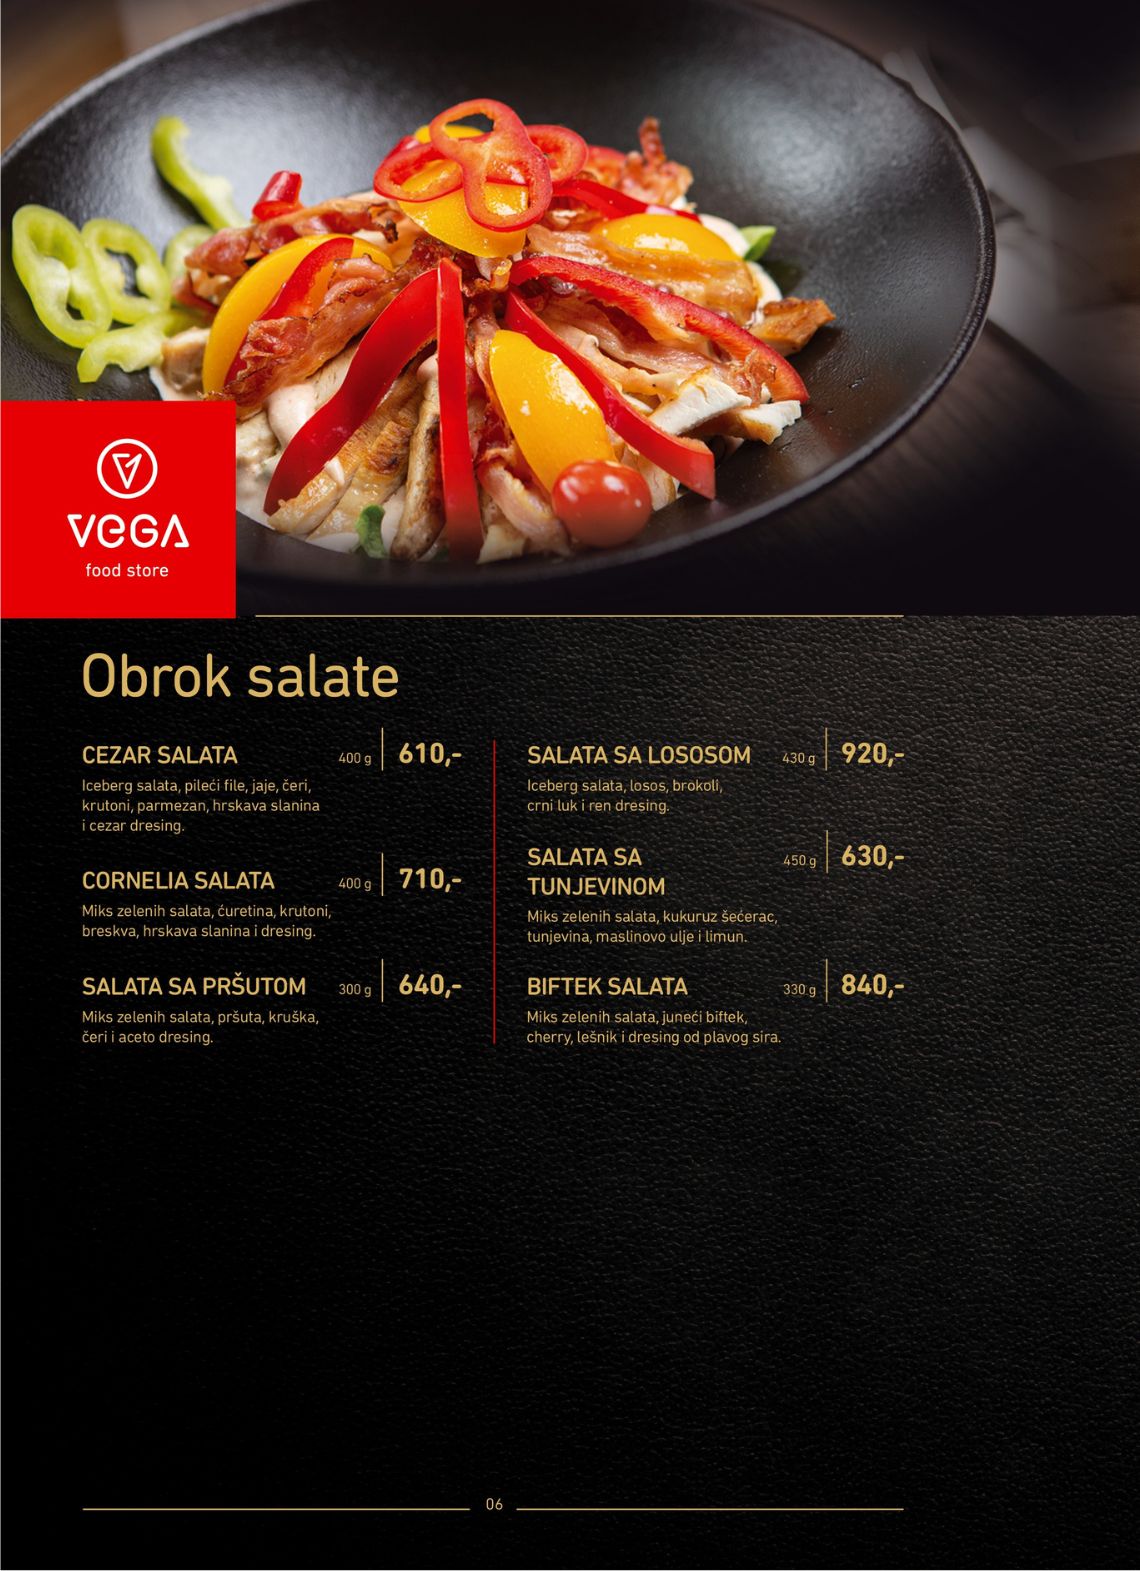 VEGA
food store
Obrok salate
CEZAR SALATA 400 g 610,-
Iceberg salata, pileći file, jaje, čeri,
krutoni, parmezan, hrskava slanina
i cezar dresing.
CORNELIA SALATA 400 g 710,-
Miks zelenih salata, ćuretina, krutoni,
breskva, hrskava slanina i dresing.
SALATA SA PRŠUTOM 300 g 640,-
Miks zelenih salata, pršuta, kruška,
čeri i aceto dresing.
SALATA SA LOSOSOM 430 g 920,-
Iceberg salata, losos, brokoli,
crni luk i ren dresing.
SALATA SA 450 g 630,-
TUNJEVINOM
Miks zelenih salata, kukuruz šećerac,
tunjevina, maslinovo ulje i limun.
BIFTEK SALATA 330 g 840,-
Miks zelenih salata, juneći biftek,
cherry, lešnik i dresing od plavog sira.
06